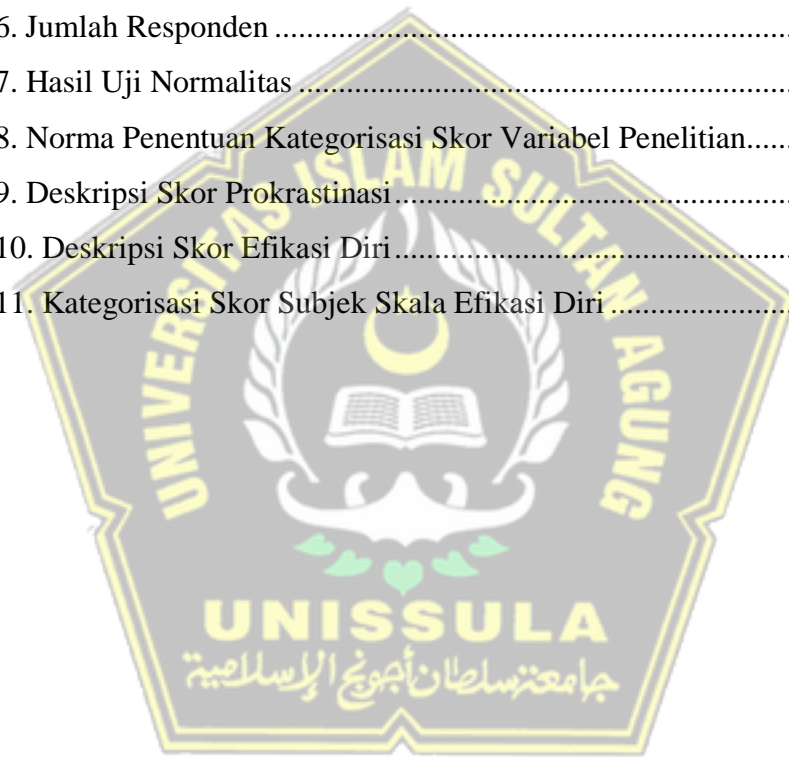 6. Jumlah Responden
7. Hasil Uji Normalitas
8. Norma Penentuan Kategorisasi Skor Variabel Penelitian
9. Deskripsi Skor Prokrastinasi
10. Deskripsi Skor Efikasi Diri
11. Kategorisasi Skor Subjek Skala Efikasi Diri
UNIVERSITAS ISLAM SULTAN AGUNG
UNISSULA
جامعة سلطان أجونج الإسلامية